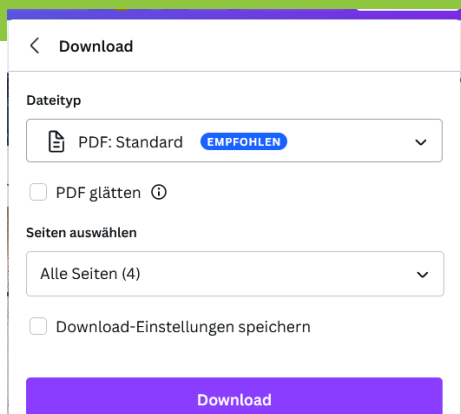 Download
Dateityp
PDF: Standard EMPFOHLEN
PDF glätten
Seiten auswählen
Alle Seiten (4)
Download-Einstellungen speichern
Download